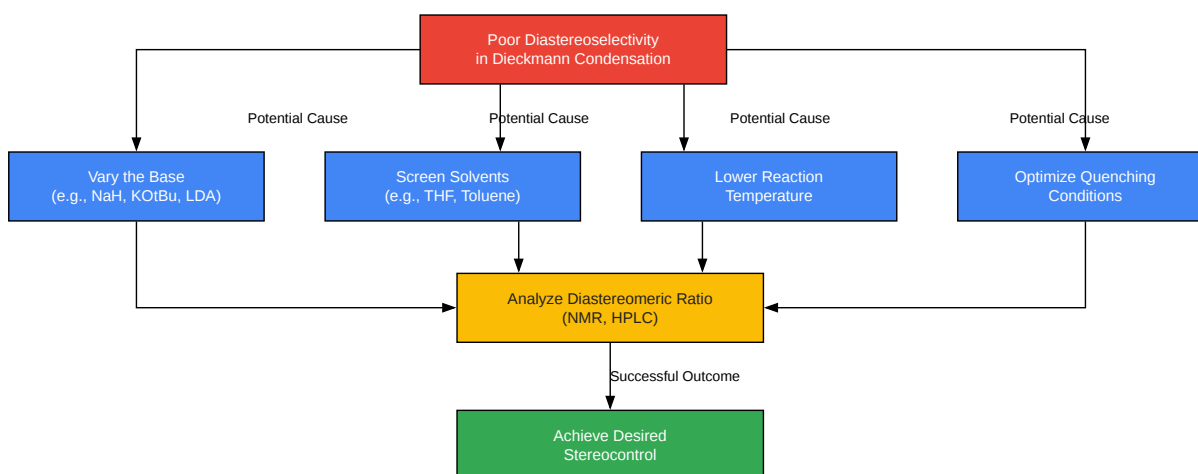 Poor Diastereoselectivity
in Dieckmann Condensation
Potential Cause
Potential Cause
Potential Cause
Potential Cause
Vary the Base
(e.g., NaH, KOtBu, LDA)
Screen Solvents
(e.g., THF, Toluene)
Lower Reaction
Temperature
Optimize Quenching
Conditions
Analyze Diastereomeric Ratio
(NMR, HPLC)
Successful Outcome
Achieve Desired
Stereocontrol